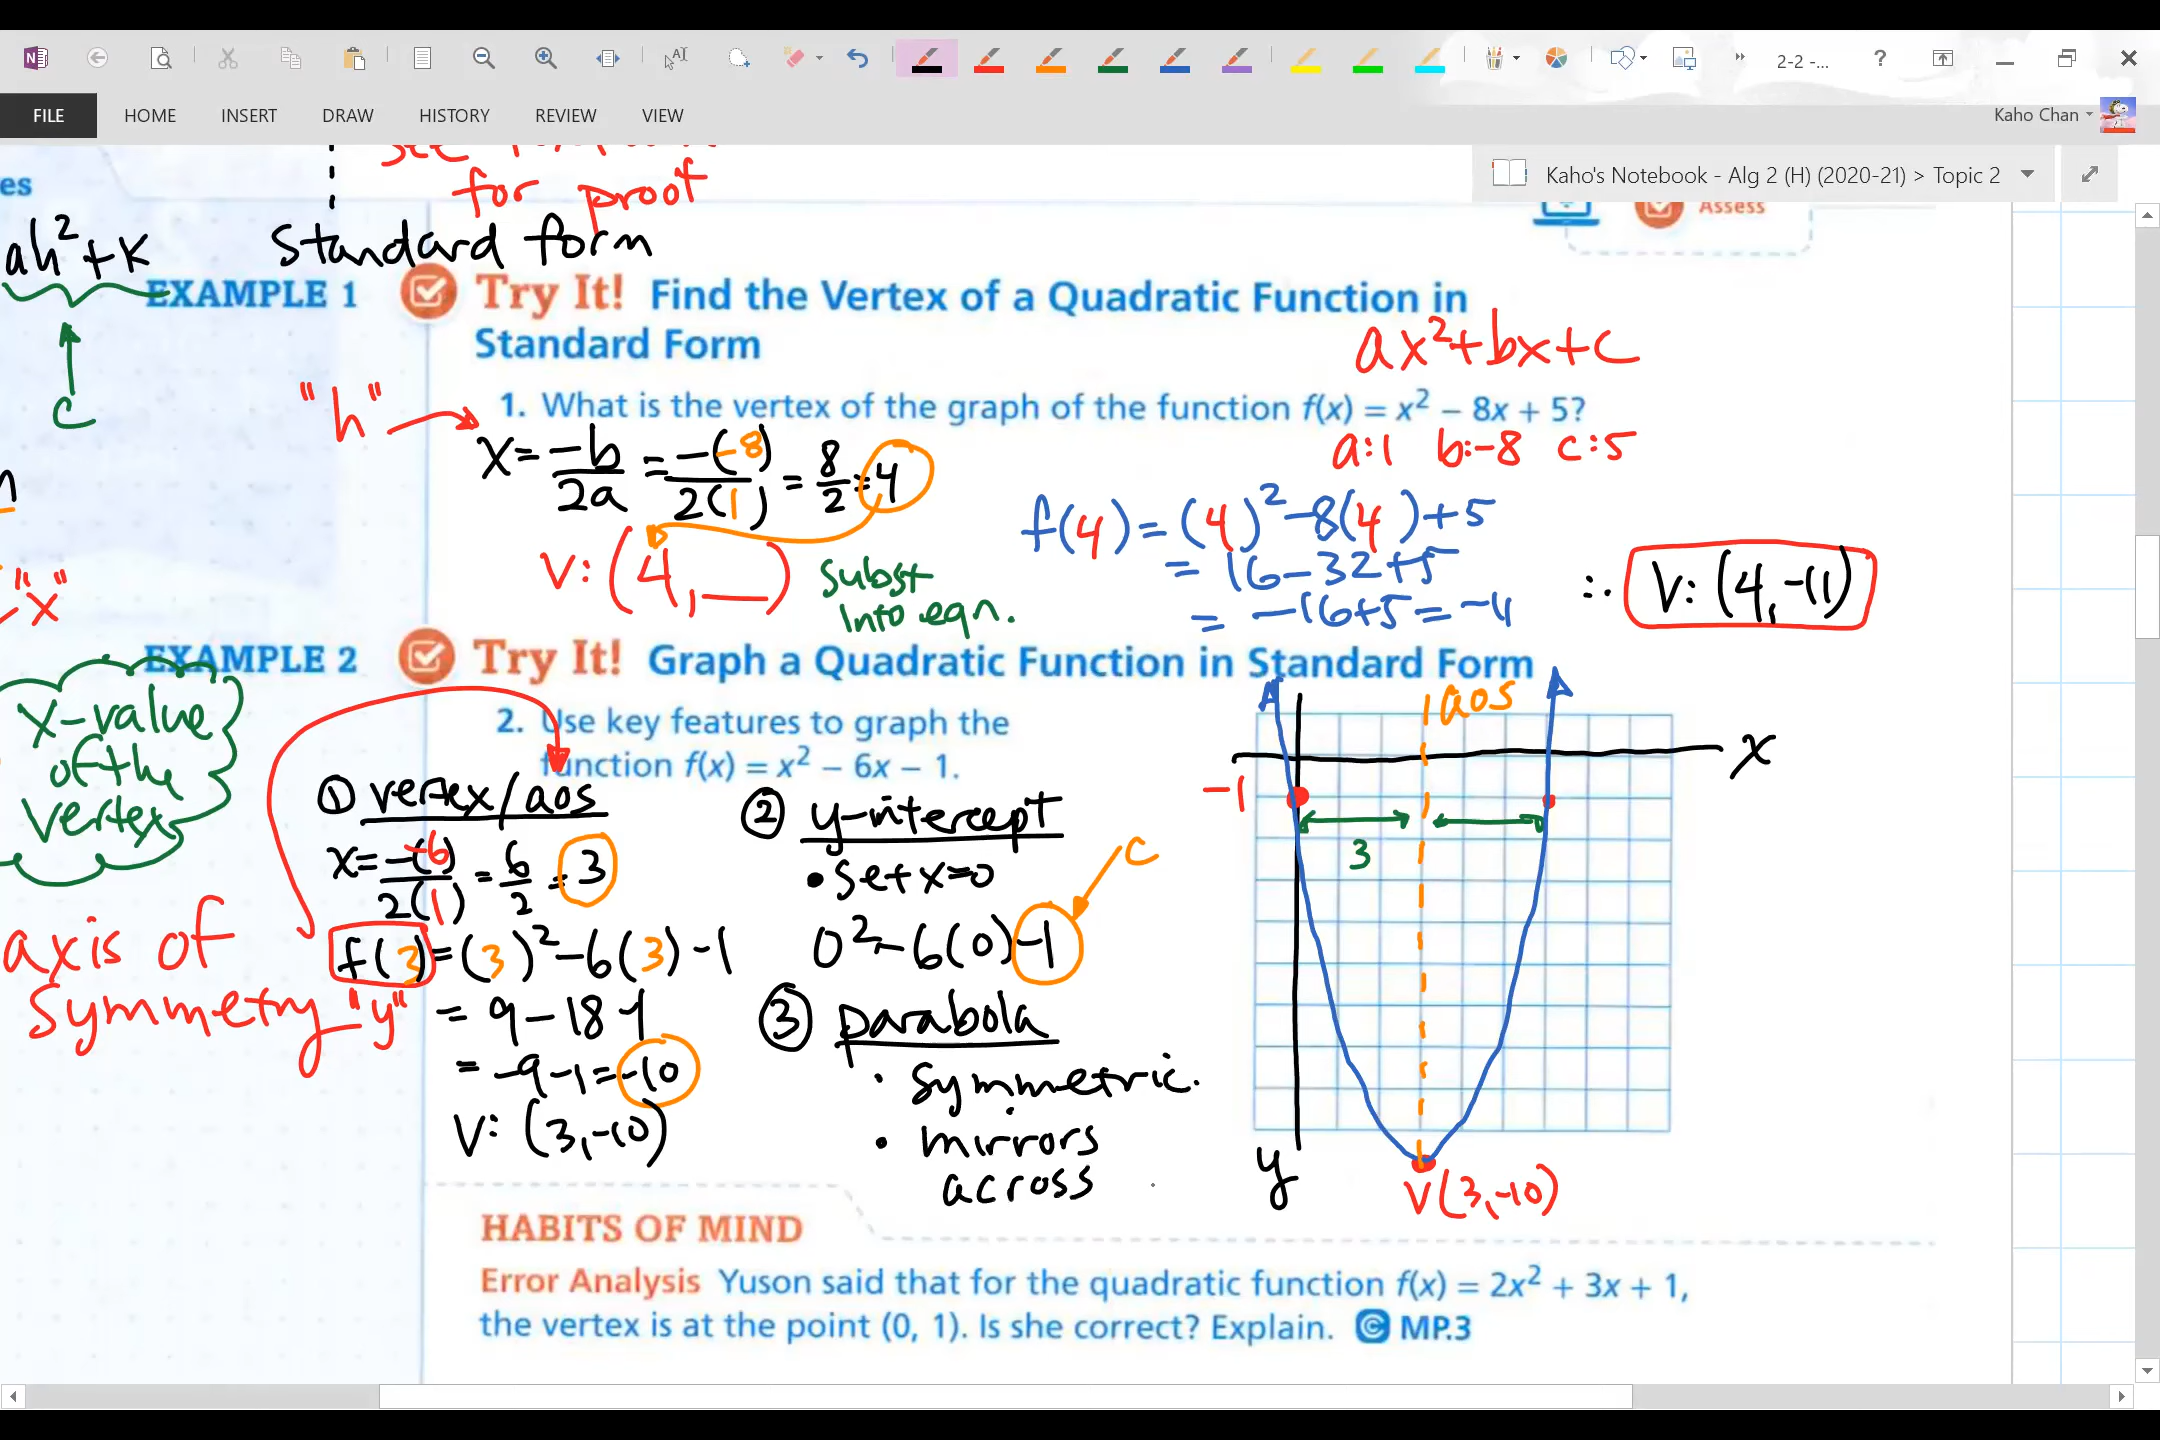 2-2 -...
FILE HOME INSERT DRAW HISTORY REVIEW VIEW
Kaho Chan
Kaho's Notebook - Alg 2 (H) (2020-21) > Topic 2
es
for proof
Assess
ah²+k
Standard form
EXAMPLE 1
Try It! Find the Vertex of a Quadratic Function in
Standard Form
ax²+bx+c
C
"h"
1. What is the vertex of the graph of the function f(x) = x² – 8x + 5?
a:1 b:-8 c:5
x = -b/2a = -(-8)/2(1) = 8/2 = 4
f(4) = (4)²-8(4)+5
V: (4, __)
Subst
into eqn.
= 16-32+5
= -16+5 = -11
∴ V: (4, -11)
"x"
EXAMPLE 2
Try It! Graph a Quadratic Function in Standard Form
x-value
of the
vertex
2. Use key features to graph the
function f(x) = x² – 6x – 1.
① vertex/aos
x = -(-6)/2(1) = 6/2 = 3
f(3) = (3)²-6(3)-1
= 9-18-1
= -9-1 = -10
V: (3, -10)
axis of
symmetry
"y"
② y-intercept
• set x=0
C
0²-6(0)-1
③ parabola
• symmetric.
• mirrors
across
aos
x
-1
3
y
V(3, -10)
HABITS OF MIND
Error Analysis Yuson said that for the quadratic function f(x) = 2x² + 3x + 1,
the vertex is at the point (0, 1). Is she correct? Explain. © MP.3